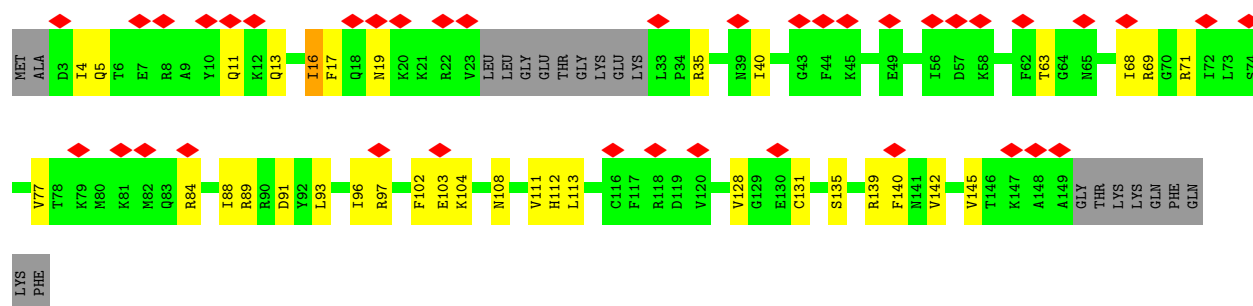 MET ALA D3 I4 Q5 T6 E7 R8 A9 Y10 Q11 K12 Q13 I16 F17 Q18 N19 K20 K21 R22 V23 LEU LEU GLY GLU THR GLY LYS GLU LYS L33 P34 R35 N39 I40 G43 F44 K45 E49 I56 D57 K58 F62 T63 G64 N65 I68 R69 G70 R71 I72 L73 S74
V77 T78 K79 M80 K81 M82 Q83 R84 I88 R89 R90 D91 Y92 L93 I96 R97 F102 E103 K104 N108 V111 H112 L113 C116 F117 R118 D119 V120 V128 G129 E130 C131 S135 R139 F140 N141 V142 V145 T146 K147 A148 A149 GLY THR LYS LYS GLN PHE GLN
LYS PHE